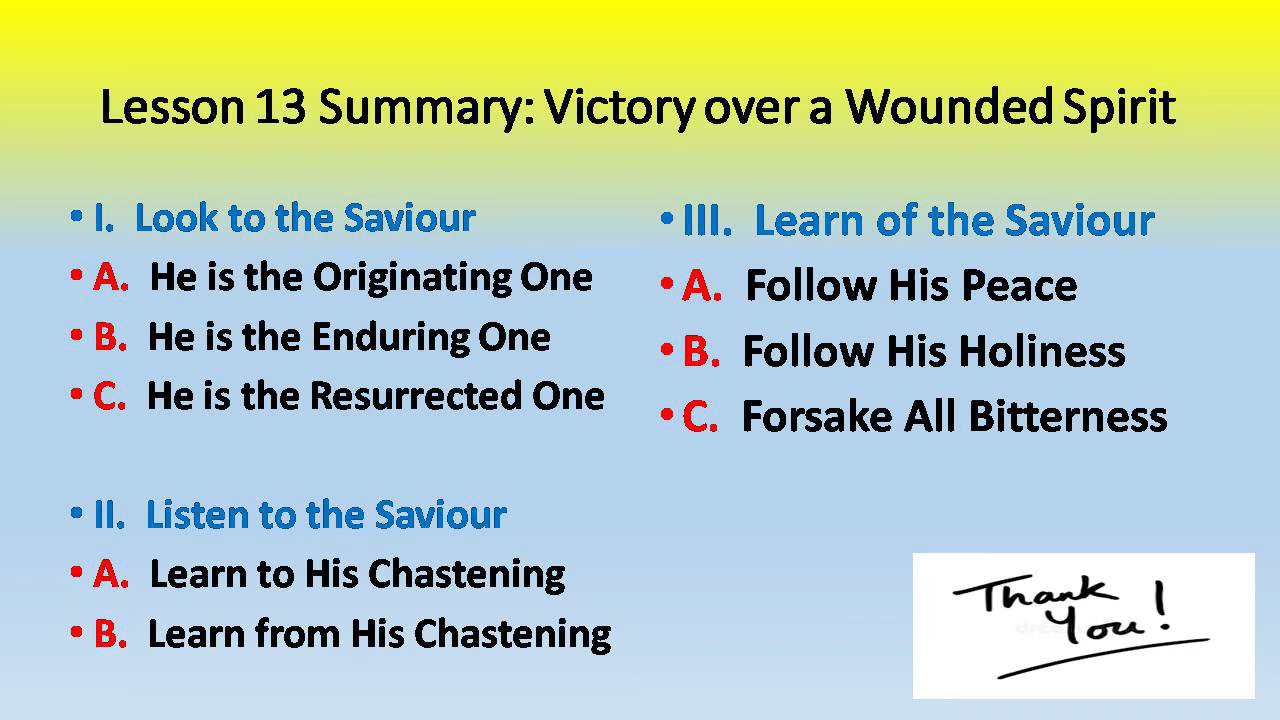 Lesson 13 Summary: Victory over a Wounded Spirit
• I. Look to the Saviour
• A. He is the Originating One
• B. He is the Enduring One
• C. He is the Resurrected One
• II. Listen to the Saviour
• A. Learn to His Chastening
• B. Learn from His Chastening
• III. Learn of the Saviour
• A. Follow His Peace
• B. Follow His Holiness
• C. Forsake All Bitterness
Thank
You!